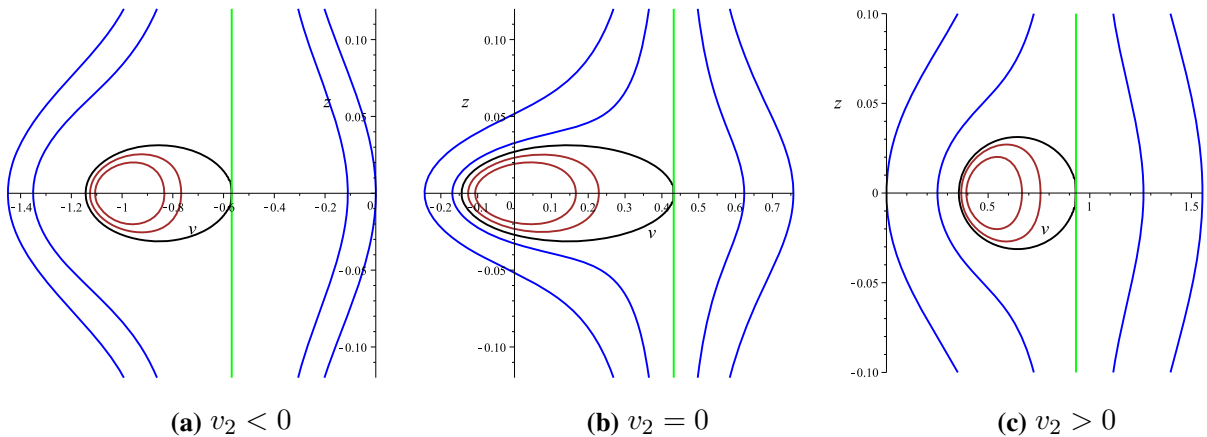 0.10 0.10 0.10
z z z
0.05 0.05 0.05
-1.4 -1.2 -1 -0.8 -0.6 -0.2 0 -0.2 -0.1 0 0.1 0.2 0.3 0.4 0.5 0.6 0.7 0 0.5 1 1.5
v v v
-0.05 -0.05 -0.05
-0.10 -0.10 -0.10
(a) v₂ < 0 (b) v₂ = 0 (c) v₂ > 0